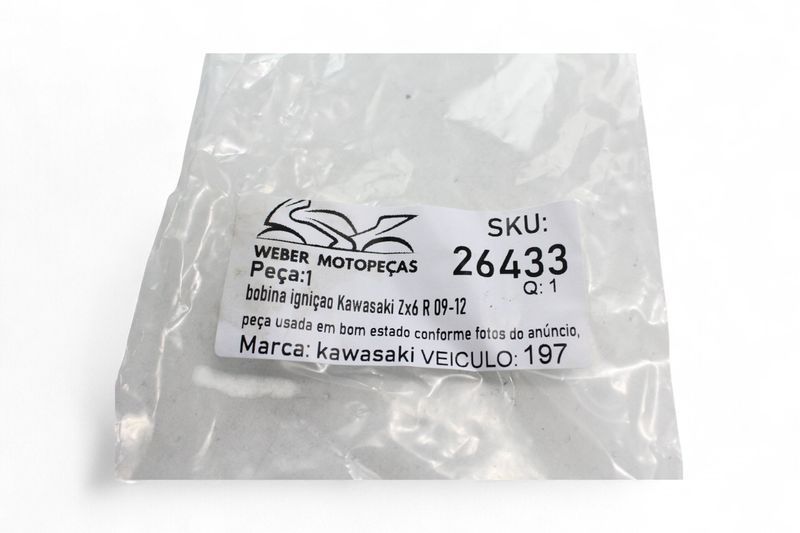 WEBER MOTOPEÇAS
SKU:
26433
Q: 1
Peça:1
bobina igniçao Kawasaki Zx6 R 09-12
peça usada em bom estado conforme fotos do anúncio,
Marca: kawasaki VEICULO: 197